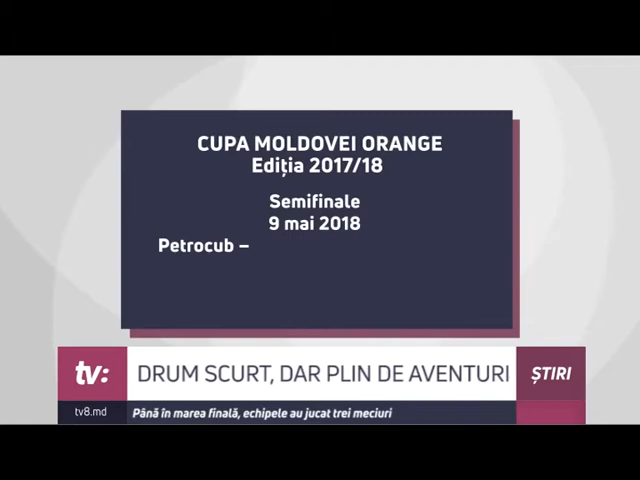 CUPA MOLDOVEI ORANGE
Ediția 2017/18
Semifinale
9 mai 2018
Petrocub –
tv:
DRUM SCURT, DAR PLIN DE AVENTURI
ȘTIRI
tv8.md
Până în marea finală, echipele au jucat trei meciuri